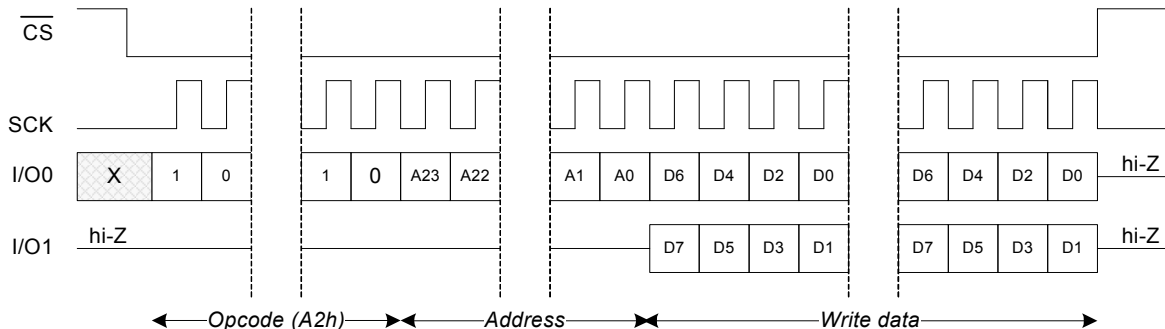 CS
SCK
I/O0 X 1 0 1 0 A23 A22 A1 A0 D6 D4 D2 D0 D6 D4 D2 D0 hi-Z
I/O1 hi-Z D7 D5 D3 D1 D7 D5 D3 D1 hi-Z
Opcode (A2h) Address Write data